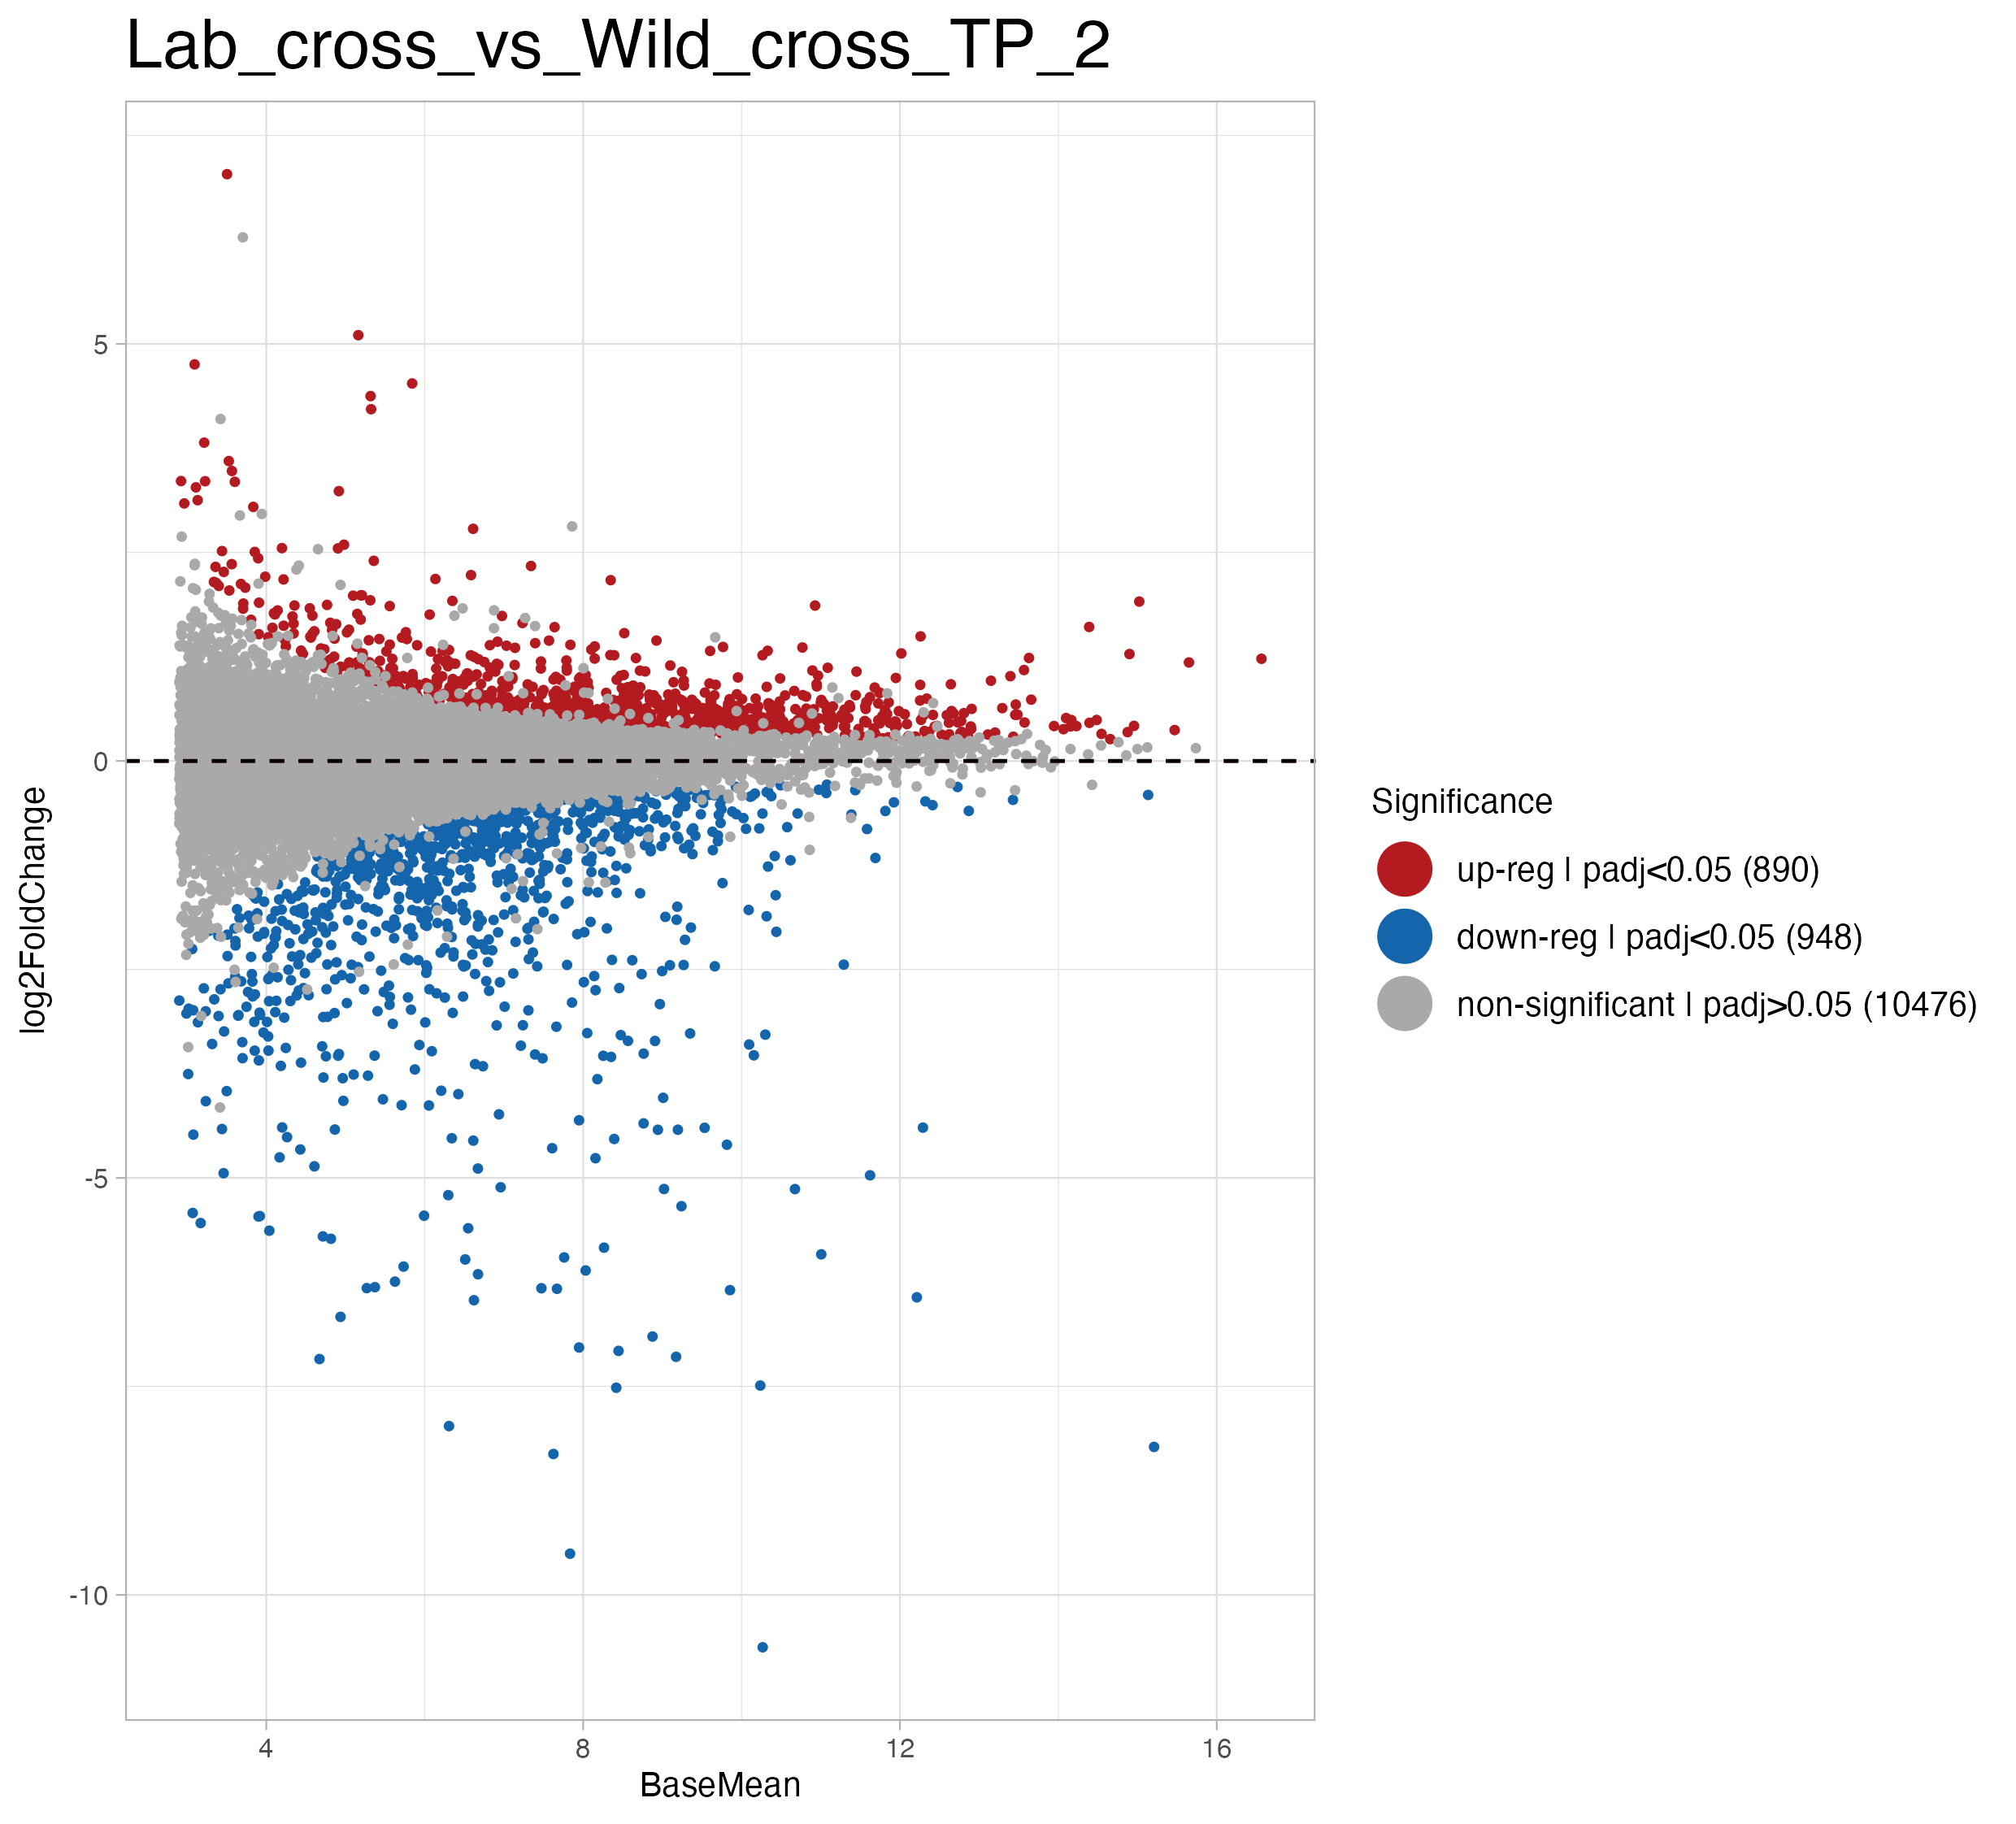 Lab_cross_vs_Wild_cross_TP_2
log2FoldChange
5
0
-5
-10
4 8 12 16
BaseMean
Significance
up-reg | padj<0.05 (890)
down-reg | padj<0.05 (948)
non-significant | padj>0.05 (10476)